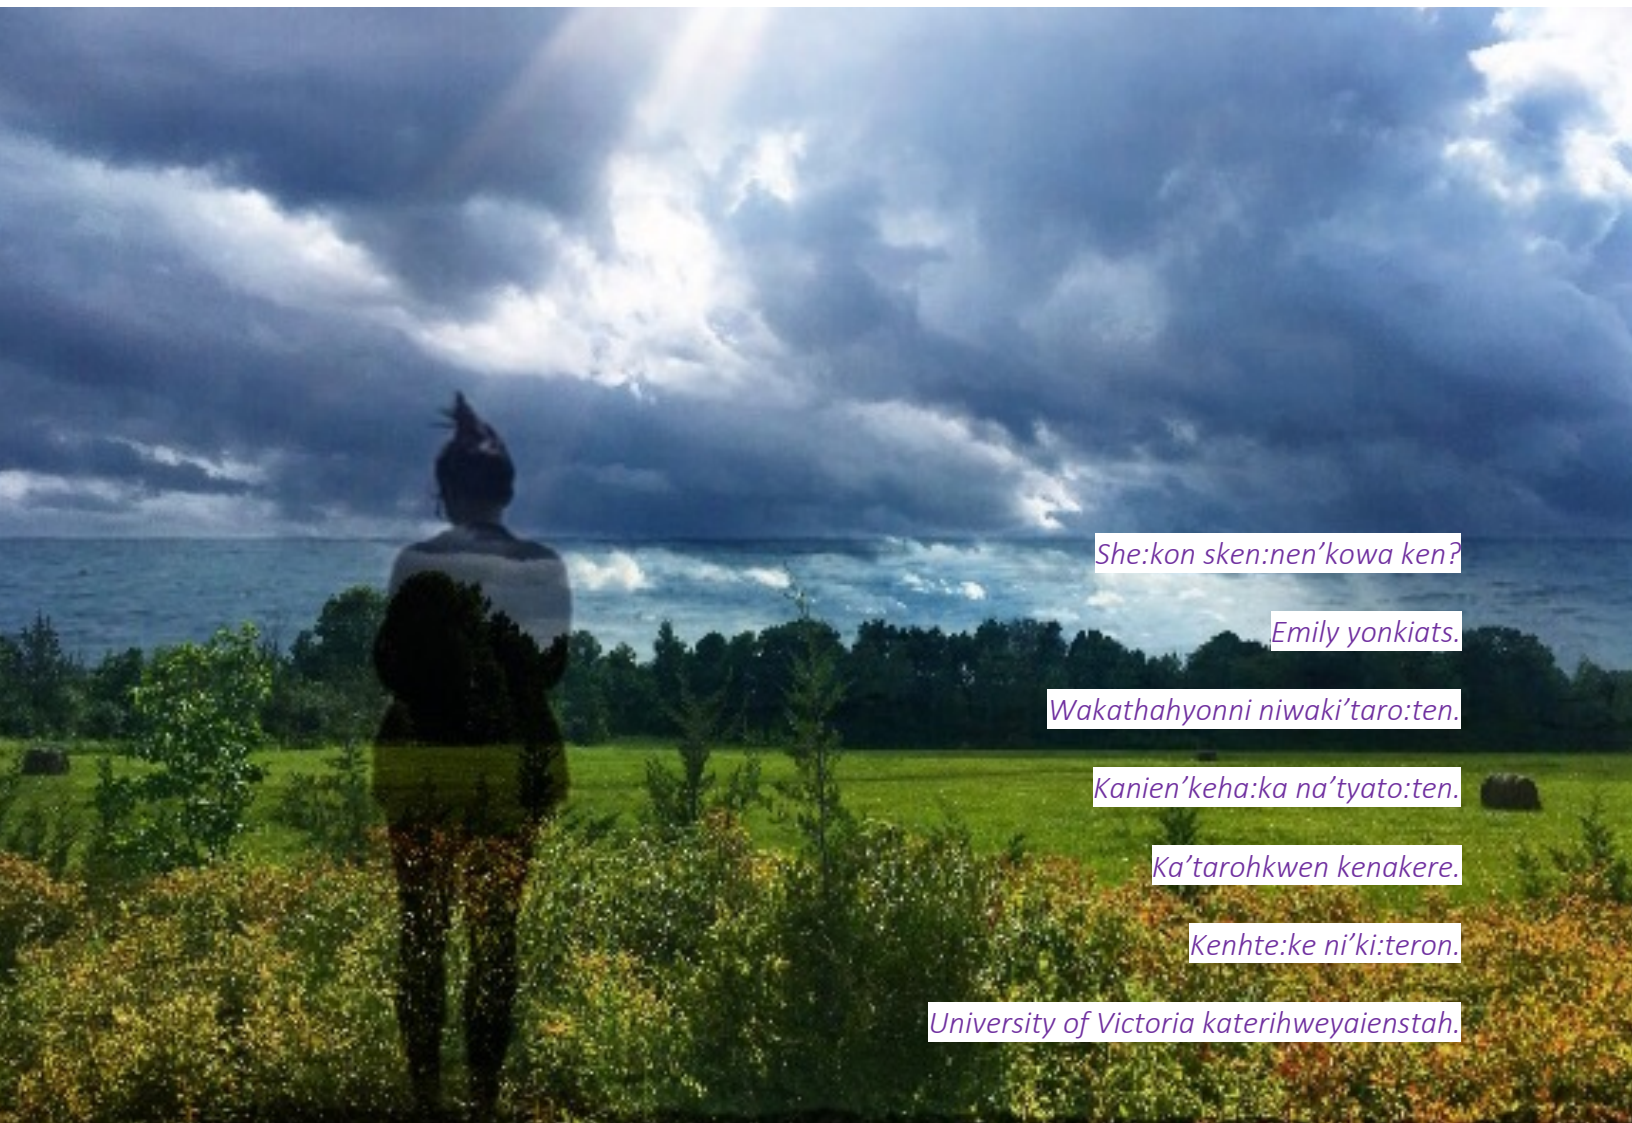 She:kon sken:nen’kowa ken?
Emily yonkiats.
Wakathahyonni niwaki’taro:ten.
Kanien’keha:ka na’tyato:ten.
Ka’tarohkwen kenakere.
Kenhte:ke ni’ki:teron.
University of Victoria katerihweyaienstah.